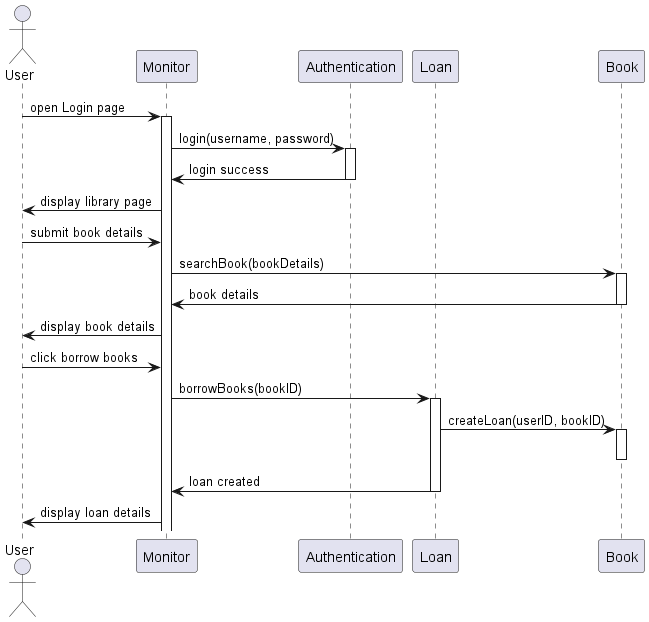 User
Monitor
Authentication
Loan
Book
open Login page
login(username, password)
login success
display library page
submit book details
searchBook(bookDetails)
book details
display book details
click borrow books
borrowBooks(bookID)
createLoan(userID, bookID)
loan created
display loan details
User
Monitor
Authentication
Loan
Book